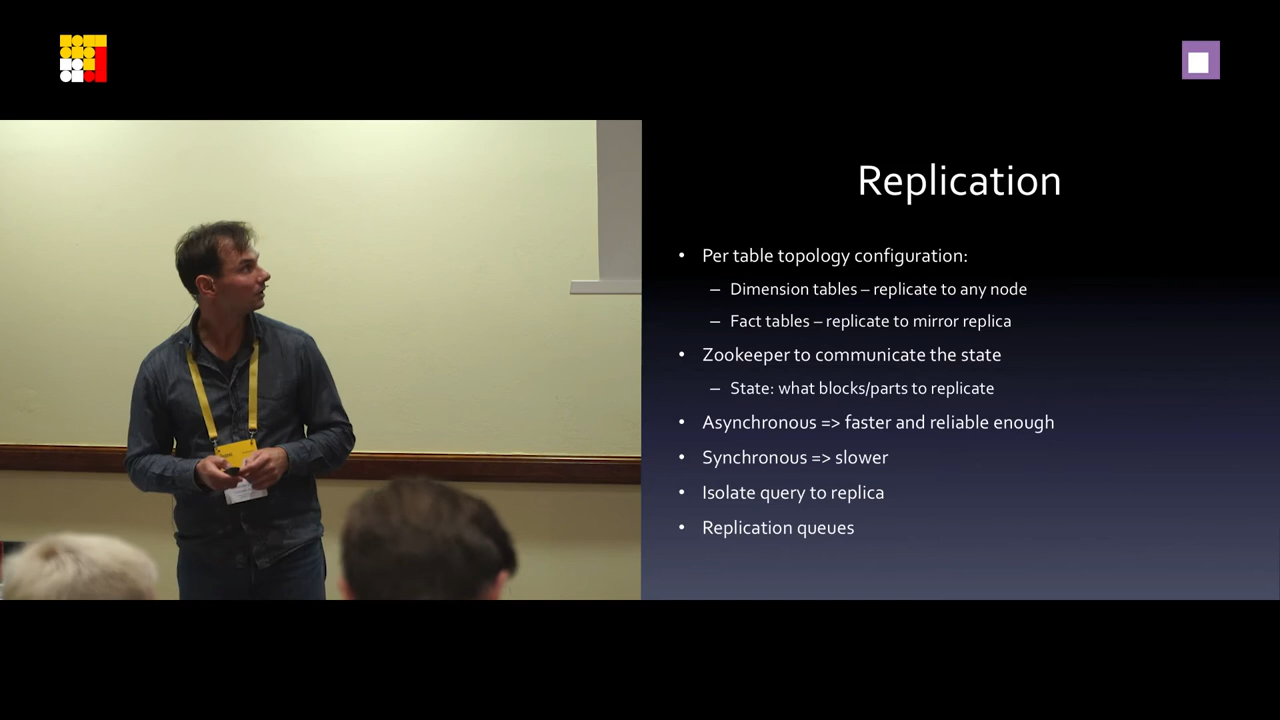 Replication
• Per table topology configuration:
– Dimension tables – replicate to any node
– Fact tables – replicate to mirror replica
• Zookeeper to communicate the state
– State: what blocks/parts to replicate
• Asynchronous => faster and reliable enough
• Synchronous => slower
• Isolate query to replica
• Replication queues